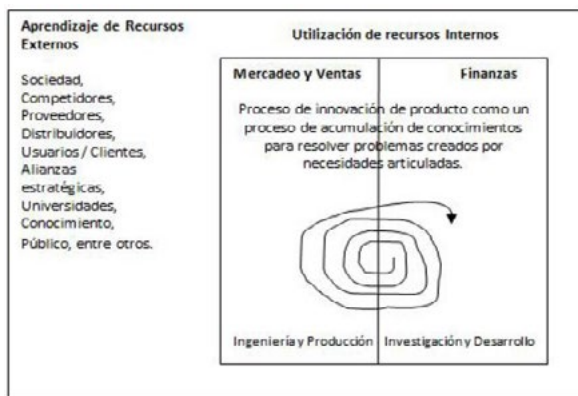 Aprendizaje de Recursos
Externos
Sociedad,
Competidores,
Proveedores,
Distribuidores,
Usuarios / Clientes,
Alianzas
estratégicas,
Universidades,
Conocimiento,
Público, entre otros.
Utilización de recursos Internos
Mercadeo y Ventas
Finanzas
Proceso de innovación de producto como un
proceso de acumulación de conocimientos
para resolver problemas creados por
necesidades articuladas.
Ingeniería y Producción
Investigación y Desarrollo